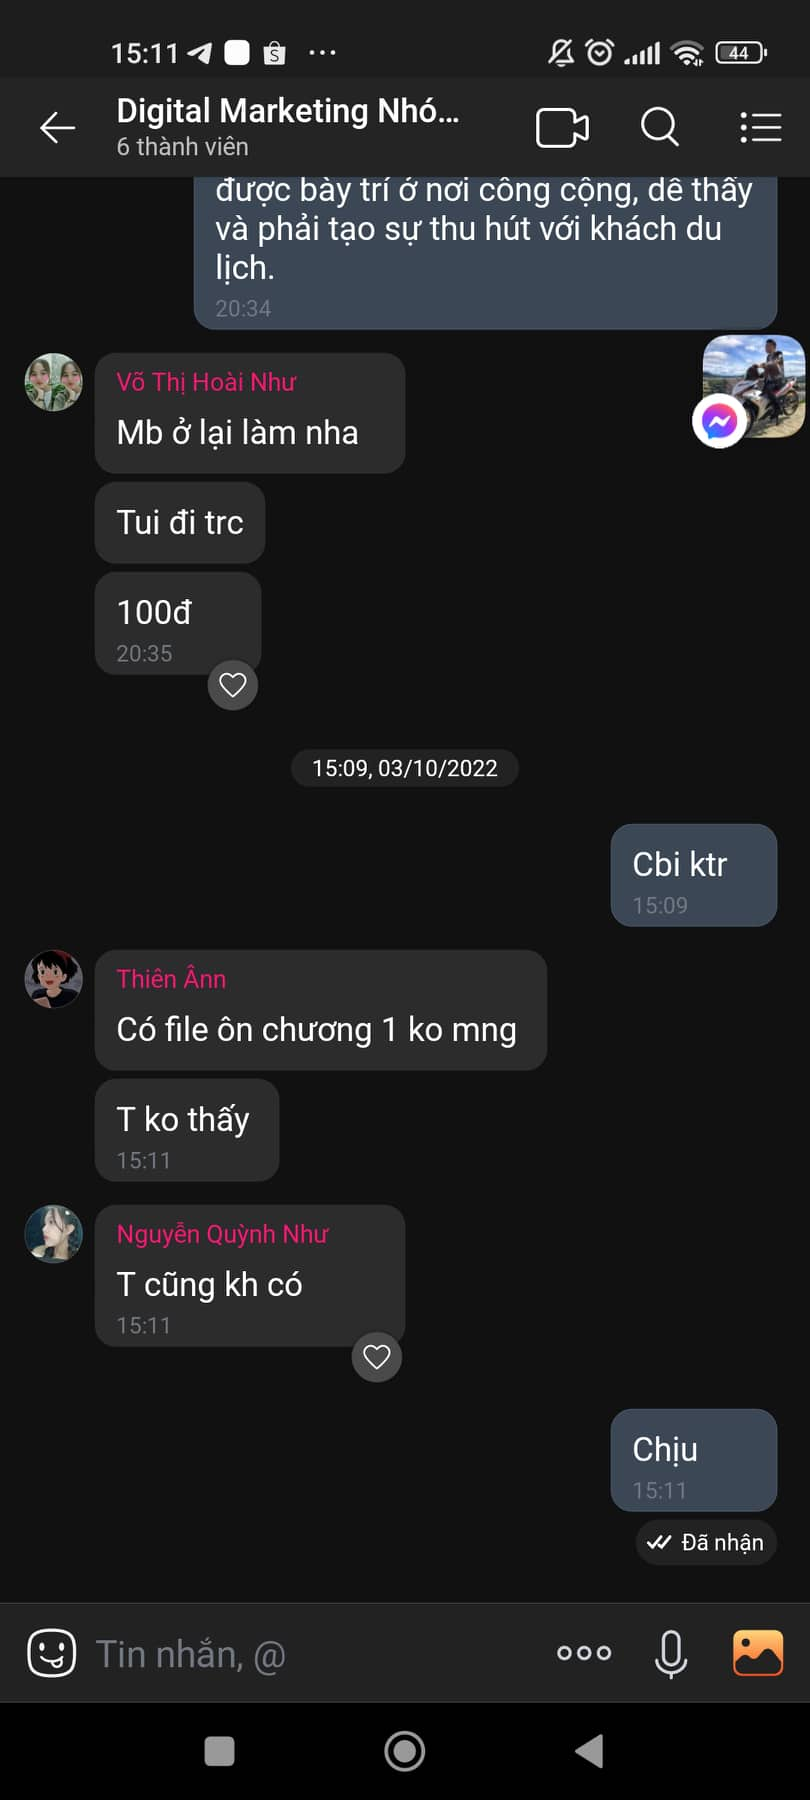 15:11
44
Digital Marketing Nhó...
6 thành viên
được bày trí ở nơi công cộng, dễ thấy
và phải tạo sự thu hút với khách du
lịch.
20:34
Võ Thị Hoài Như
Mb ở lại làm nha
Tui đi trc
100đ
20:35
15:09, 03/10/2022
Cbi ktr
15:09
Thiên Ânn
Có file ôn chương 1 ko mng
T ko thấy
15:11
Nguyễn Quỳnh Như
T cũng kh có
15:11
Chịu
15:11
Đã nhận
Tin nhắn, @